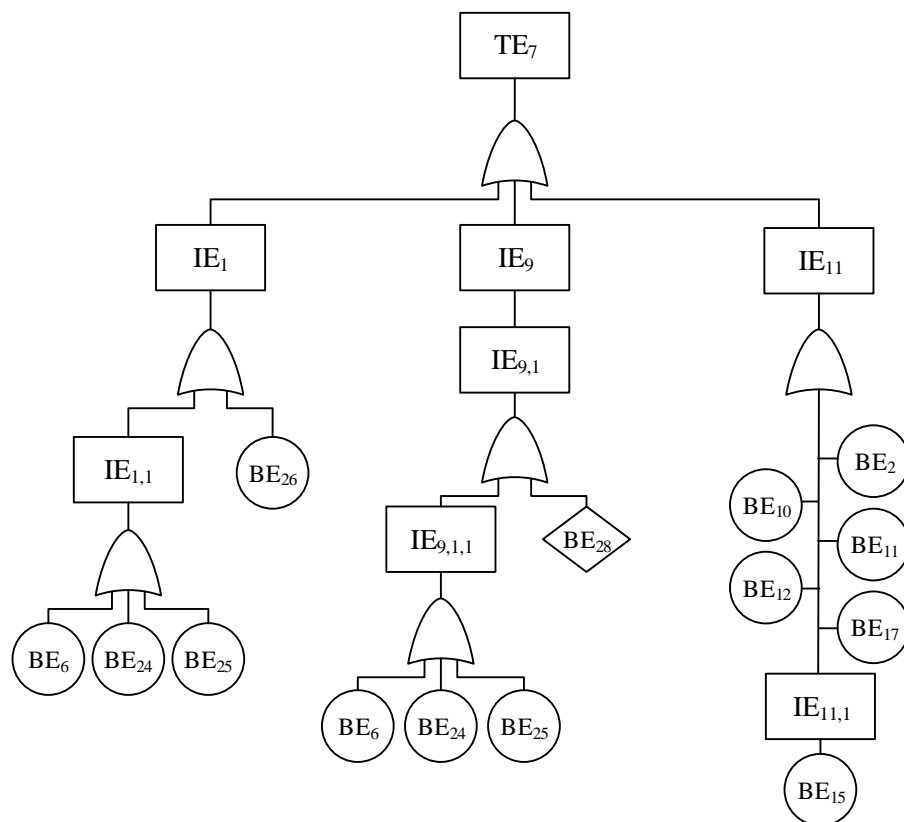 TE₇
IE₁
IE₉
IE₁₁
IE₉,₁
IE₁,₁
BE₂₆
BE₂
BE₁₀
IE₉,₁,₁
BE₂₈
BE₁₁
BE₁₂
BE₁₇
BE₆
BE₂₄
BE₂₅
IE₁₁,₁
BE₆
BE₂₄
BE₂₅
BE₁₅